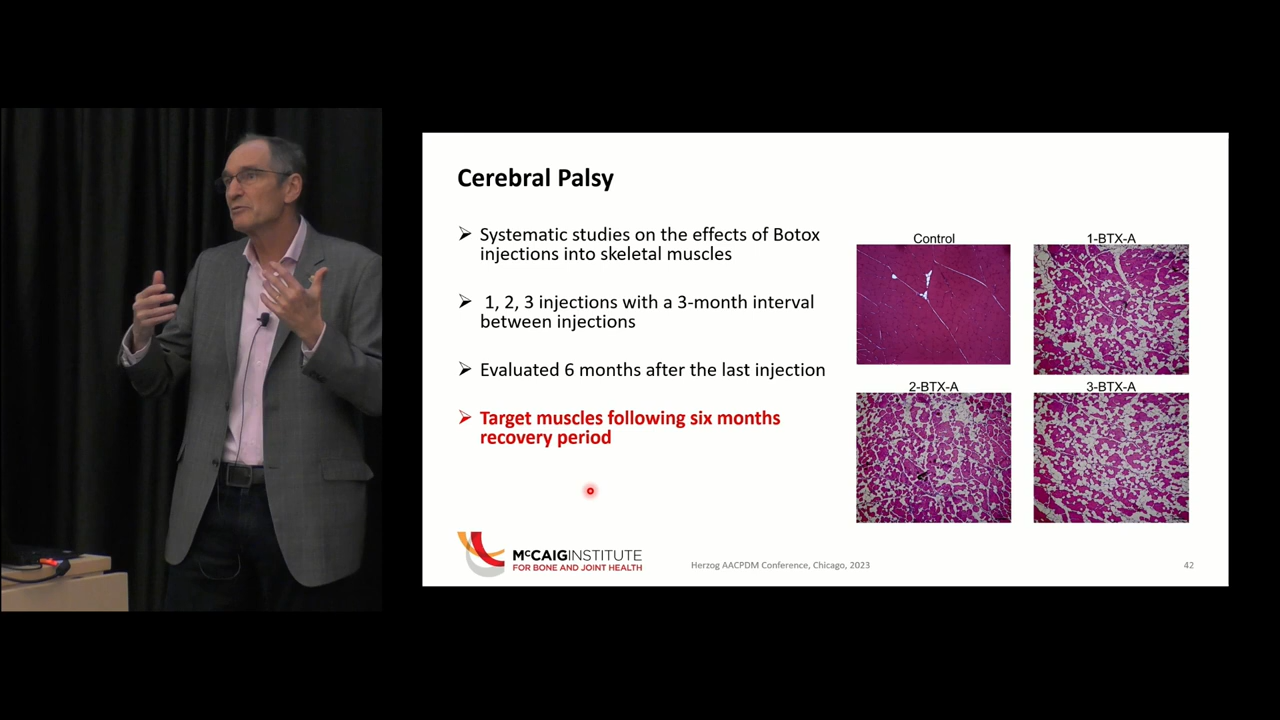 Cerebral Palsy
Systematic studies on the effects of Botox
injections into skeletal muscles
1, 2, 3 injections with a 3-month interval
between injections
Evaluated 6 months after the last injection
Target muscles following six months
recovery period
Control
1-BTX-A
2-BTX-A
3-BTX-A
McCAIGINSTITUTE
FOR BONE AND JOINT HEALTH
Herzog AACPDM Conference, Chicago, 2023
42